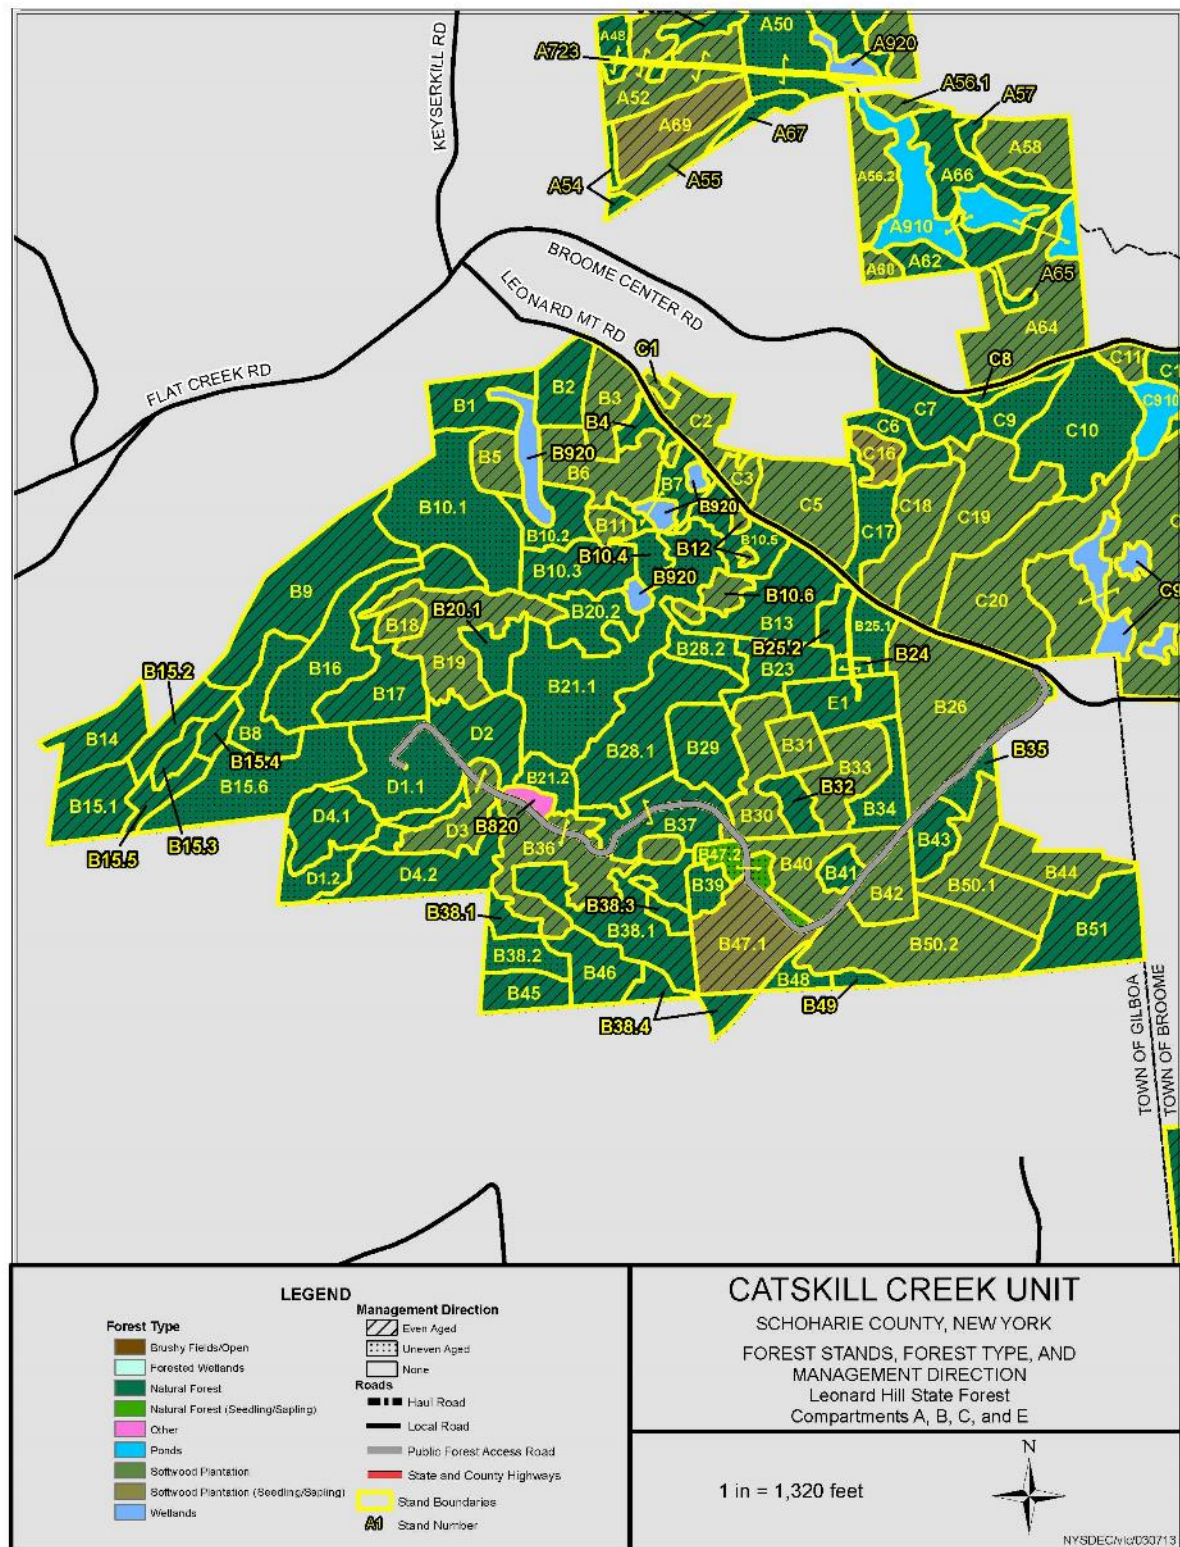 A50
A48
A920
A723
KEYSERKILL RD
A56.1
A57
A52
A69
A67
A58
A54
A55
A56.2
A66
A910
A60
A62
A65
A64
BROOME CENTER RD
LEONARD MT RD
FLAT CREEK RD
C1
C8
C11
C1
C910
B1
B2
B3
B4
C2
C6
C7
C9
C10
C16
B5
B920
B6
B7
C3
C5
C18
C19
C17
B920
B10.1
B10.2
B11
B12
B10.5
B10.3
B10.4
B920
B10.6
C20
C9
B9
B18
B20.1
B20.2
B13
B25.1
B25.2
B28.2
B24
B19
B16
B17
B23
B21.1
E1
B26
B15.2
B14
B8
B15.4
D2
B28.1
B29
B31
B33
B35
B15.1
B15.6
D1.1
B21.2
B32
B34
B30
D4.1
D3
B820
B36
B37
B15.5
B15.3
B47.2
B40
B43
B41
B44
D1.2
D4.2
B39
B42
B50.1
B38.3
B38.1
B38.1
B47.1
B50.2
B51
B38.2
B46
B48
B45
B49
B38.4
TOWN OF GILBOA
TOWN OF BROOME
LEGEND
Forest Type
Brushy Fields/Open
Forested Wetlands
Natural Forest
Natural Forest (Seedling/Sapling)
Other
Ponds
Softwood Plantation
Softwood Plantation (Seedling/Sapling)
Wetlands
Management Direction
Even Aged
Uneven Aged
None
Roads
Haul Road
Local Road
Public Forest Access Road
State and County Highways
Stand Boundaries
A1 Stand Number
CATSKILL CREEK UNIT
SCHOHARIE COUNTY, NEW YORK
FOREST STANDS, FOREST TYPE, AND
MANAGEMENT DIRECTION
Leonard Hill State Forest
Compartments A, B, C, and E
1 in = 1,320 feet
N
NYSDEC/vlc/030713